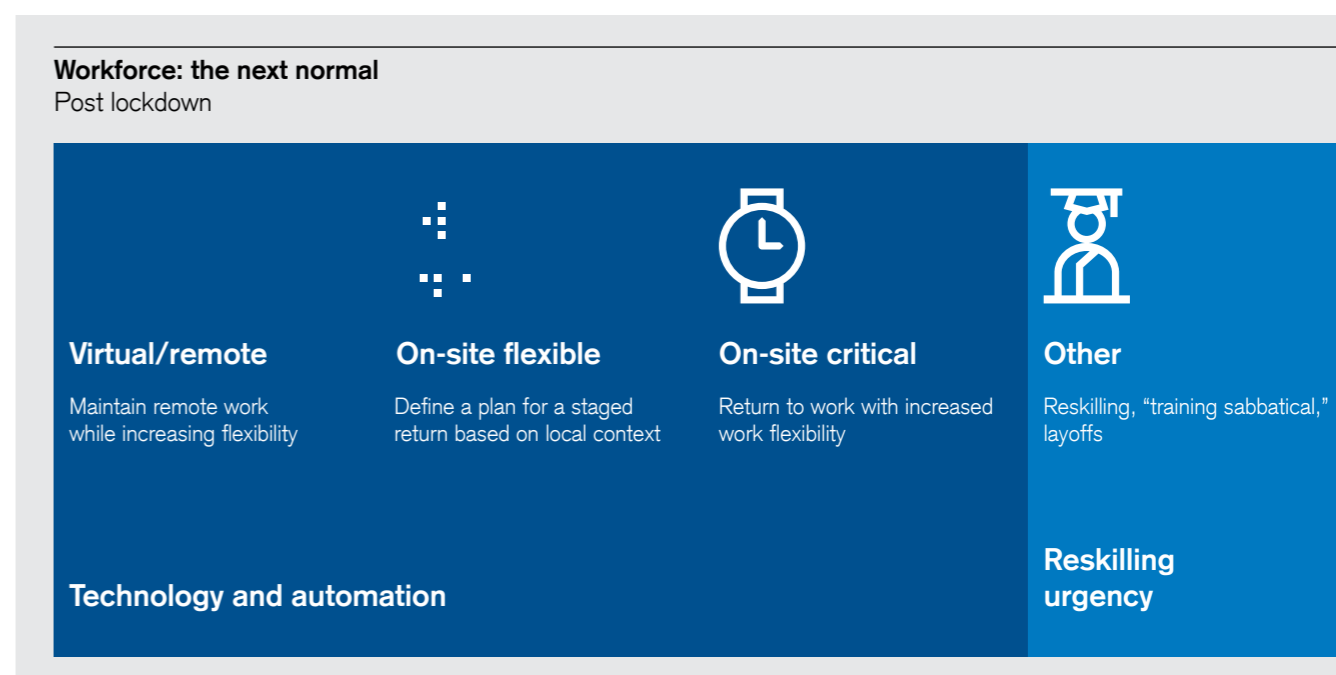 Workforce: the next normal
Post lockdown
Virtual/remote
Maintain remote work
while increasing flexibility
On-site flexible
Define a plan for a staged
return based on local context
On-site critical
Return to work with increased
work flexibility
Other
Reskilling, “training sabbatical,”
layoffs
Technology and automation
Reskilling
urgency